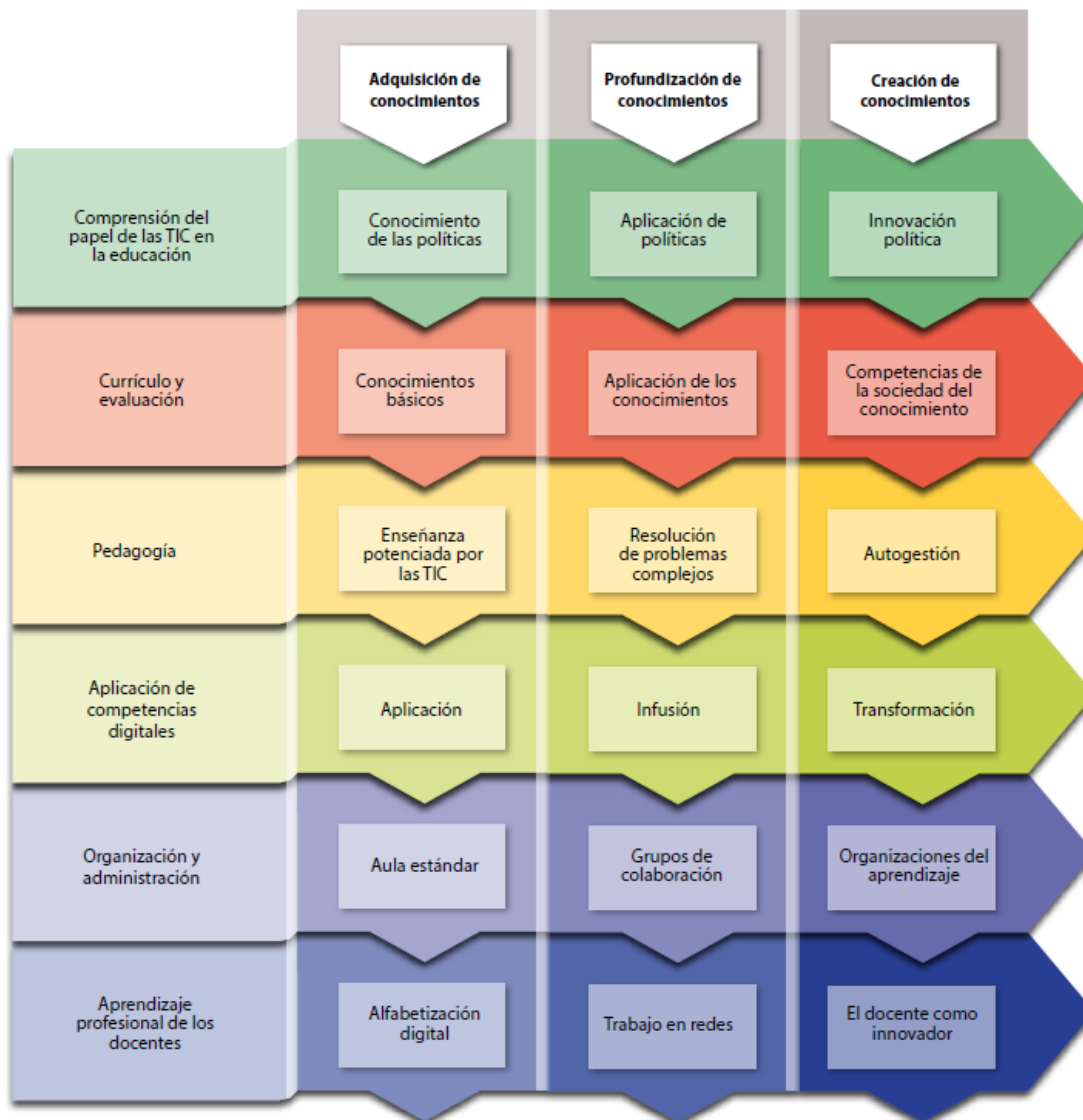 Adquisición de
conocimientos
Profundización de
conocimientos
Creación de
conocimientos
Comprensión del
papel de las TIC en
la educación
Conocimiento
de las políticas
Aplicación de
políticas
Innovación
política
Currículo y
evaluación
Conocimientos
básicos
Aplicación de los
conocimientos
Competencias de
la sociedad del
conocimiento
Pedagogía
Enseñanza
potenciada por
las TIC
Resolución
de problemas
complejos
Autogestión
Aplicación de
competencias
digitales
Aplicación
Infusión
Transformación
Organización y
administración
Aula estándar
Grupos de
colaboración
Organizaciones del
aprendizaje
Aprendizaje
profesional de los
docentes
Alfabetización
digital
Trabajo en redes
El docente como
innovador